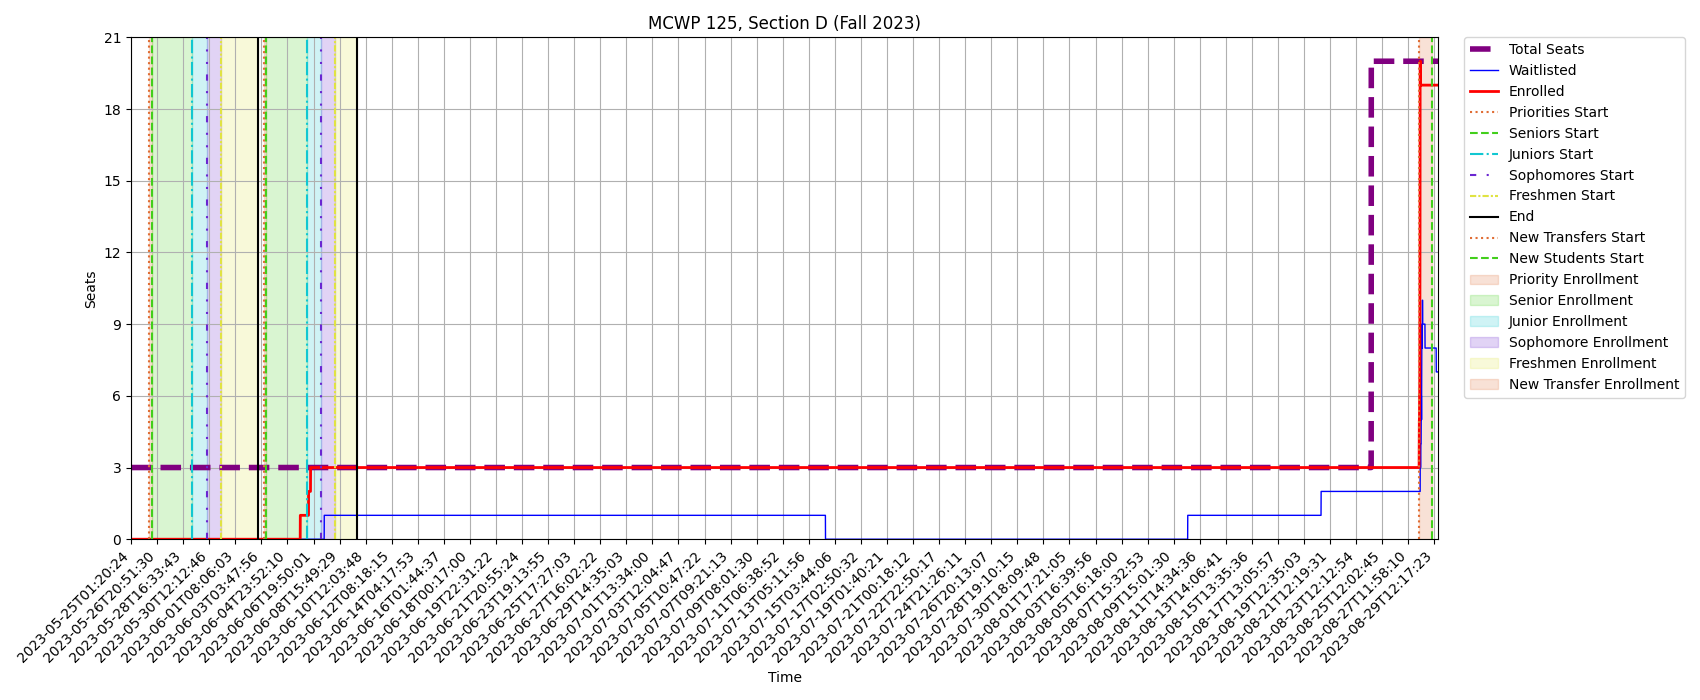 MCWP 125, Section D (Fall 2023)
Seats
21
18
15
12
9
6
3
0
2023-05-25T01:20:24
2023-05-26T20:51:30
2023-05-28T16:33:43
2023-05-30T12:12:46
2023-06-01T08:06:03
2023-06-03T03:47:56
2023-06-04T23:52:10
2023-06-06T19:50:01
2023-06-08T15:49:29
2023-06-10T12:03:48
2023-06-12T08:18:15
2023-06-14T04:17:53
2023-06-16T01:44:37
2023-06-18T00:17:00
2023-06-19T22:31:22
2023-06-21T20:55:24
2023-06-23T19:13:55
2023-06-25T17:27:03
2023-06-27T16:02:22
2023-06-29T14:35:03
2023-07-01T13:34:00
2023-07-03T12:04:47
2023-07-05T10:47:22
2023-07-07T09:21:13
2023-07-09T08:01:30
2023-07-11T06:38:52
2023-07-13T05:11:56
2023-07-15T03:44:06
2023-07-17T02:50:32
2023-07-19T01:40:21
2023-07-21T00:18:12
2023-07-22T22:50:17
2023-07-24T21:26:11
2023-07-26T20:13:07
2023-07-28T19:10:15
2023-07-30T18:09:48
2023-08-01T17:21:05
2023-08-03T16:39:56
2023-08-05T16:18:00
2023-08-07T15:32:53
2023-08-09T15:01:30
2023-08-11T14:34:36
2023-08-13T14:06:41
2023-08-15T13:35:36
2023-08-17T13:05:57
2023-08-19T12:35:03
2023-08-21T12:19:31
2023-08-23T12:12:54
2023-08-25T12:02:45
2023-08-27T11:58:10
2023-08-29T12:17:23
Time
Total Seats
Waitlisted
Enrolled
Priorities Start
Seniors Start
Juniors Start
Sophomores Start
Freshmen Start
End
New Transfers Start
New Students Start
Priority Enrollment
Senior Enrollment
Junior Enrollment
Sophomore Enrollment
Freshmen Enrollment
New Transfer Enrollment